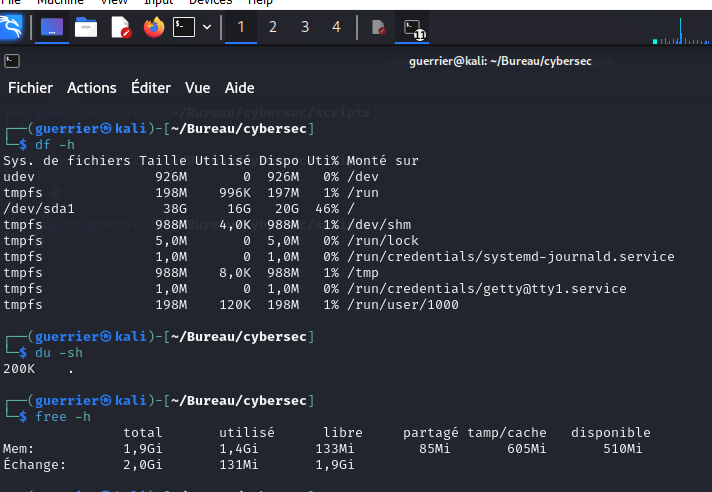 File Machine View Input Devices Help
1 2 3 4
guerrier@kali: ~/Bureau/cybersec
Fichier Actions Éditer Vue Aide
┌──(guerrier㉿kali)-[~/Bureau/cybersec]
└─$ df -h
Sys. de fichiers Taille Utilisé Dispo Uti% Monté sur
udev 926M 0 926M 0% /dev
tmpfs 198M 996K 197M 1% /run
/dev/sda1 38G 16G 20G 46% /
tmpfs 988M 4,0K 988M 1% /dev/shm
tmpfs 5,0M 0 5,0M 0% /run/lock
tmpfs 1,0M 0 1,0M 0% /run/credentials/systemd-journald.service
tmpfs 988M 8,0K 988M 1% /tmp
tmpfs 1,0M 0 1,0M 0% /run/credentials/getty@tty1.service
tmpfs 198M 120K 198M 1% /run/user/1000
┌──(guerrier㉿kali)-[~/Bureau/cybersec]
└─$ du -sh
200K .
┌──(guerrier㉿kali)-[~/Bureau/cybersec]
└─$ free -h
total utilisé libre partagé tamp/cache disponible
Mem: 1,9Gi 1,4Gi 133Mi 85Mi 605Mi 510Mi
Échange: 2,0Gi 131Mi 1,9Gi